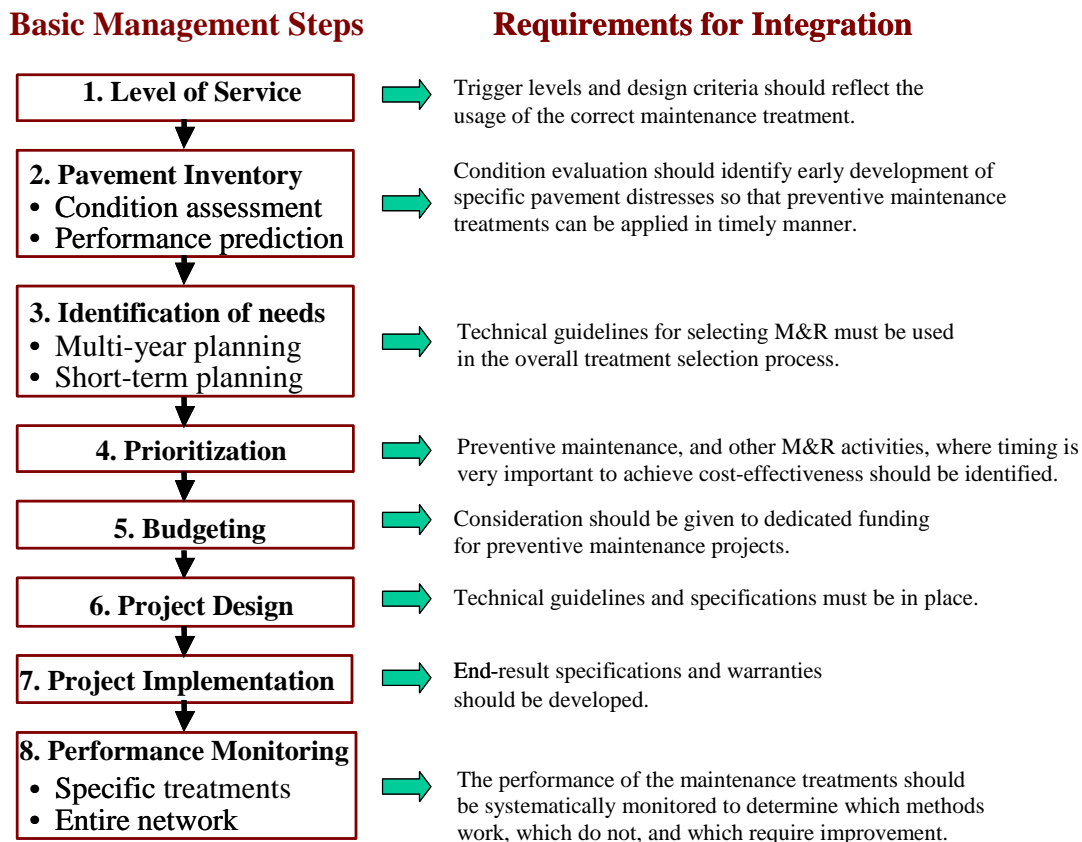 Basic Management Steps
Requirements for Integration
1. Level of Service
Trigger levels and design criteria should reflect the
usage of the correct maintenance treatment.
2. Pavement Inventory
• Condition assessment
• Performance prediction
Condition evaluation should identify early development of
specific pavement distresses so that preventive maintenance
treatments can be applied in timely manner.
3. Identification of needs
• Multi-year planning
• Short-term planning
Technical guidelines for selecting M&R must be used
in the overall treatment selection process.
4. Prioritization
Preventive maintenance, and other M&R activities, where timing is
very important to achieve cost-effectiveness should be identified.
5. Budgeting
Consideration should be given to dedicated funding
for preventive maintenance projects.
6. Project Design
Technical guidelines and specifications must be in place.
7. Project Implementation
End-result specifications and warranties
should be developed.
8. Performance Monitoring
• Specific treatments
• Entire network
The performance of the maintenance treatments should
be systematically monitored to determine which methods
work, which do not, and which require improvement.